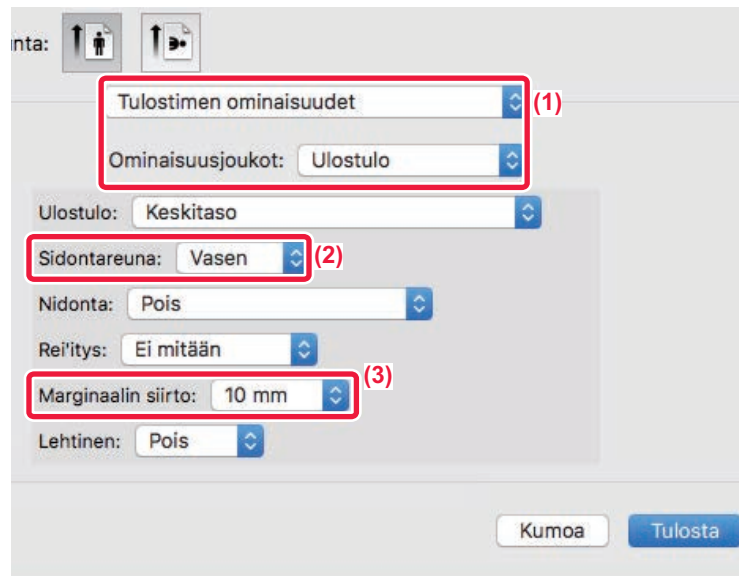 nta:
Tulostimen ominaisuudet
(1)
Ominaisuusjoukot: Ulostulo
Ulostulo: Keskitaso
Sidontareuna: Vasen (2)
Nidonta: Pois
Rei'itys: Ei mitään
(3)
Marginaalin siirto: 10 mm
Lehtinen: Pois
Kumoa Tulosta